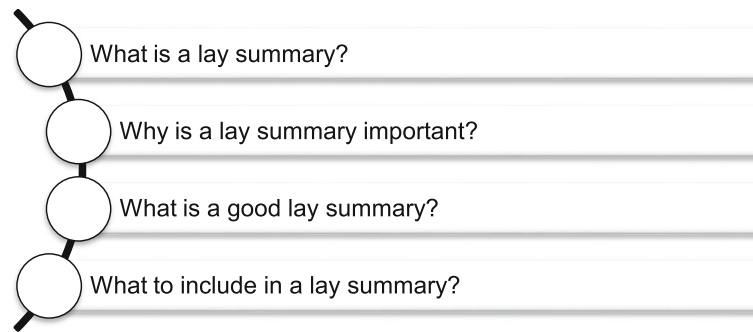 What is a lay summary?
Why is a lay summary important?
What is a good lay summary?
What to include in a lay summary?